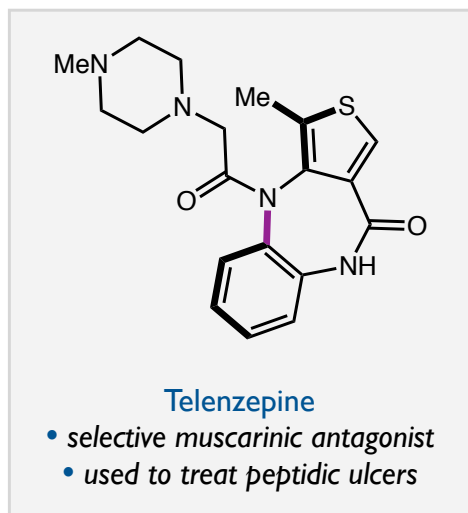 MeN
N
Me
S
O
N
O
NH
Telenzepine
• selective muscarinic antagonist
• used to treat peptidic ulcers